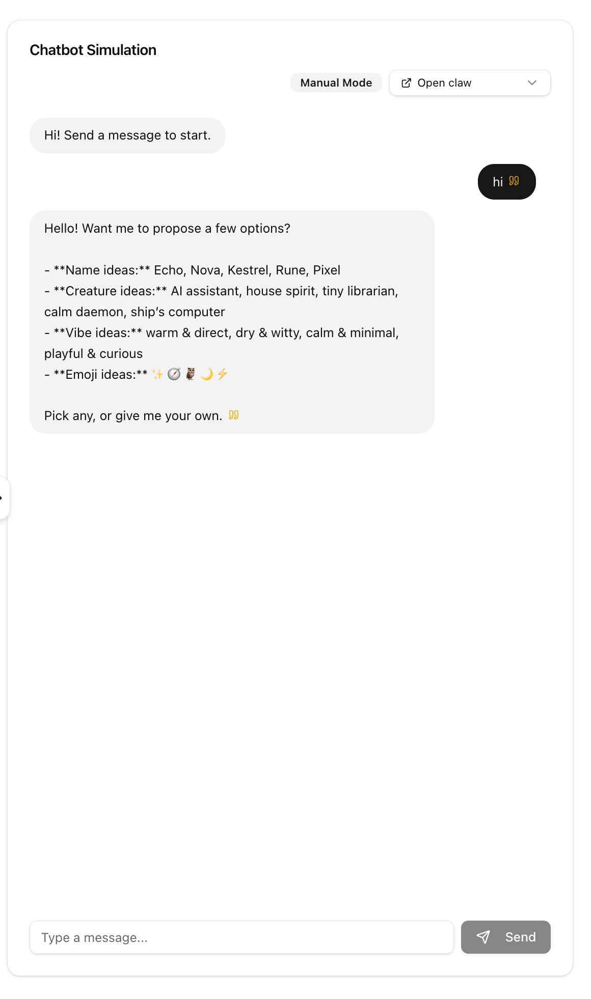 Chatbot Simulation
Manual Mode
Open claw
Hi! Send a message to start.
hi
Hello! Want me to propose a few options?
- **Name ideas:** Echo, Nova, Kestrel, Rune, Pixel
- **Creature ideas:** AI assistant, house spirit, tiny librarian,
calm daemon, ship’s computer
- **Vibe ideas:** warm & direct, dry & witty, calm & minimal,
playful & curious
- **Emoji ideas:** ✨ 🧭 🦉 🌙 ⚡
Pick any, or give me your own.
Type a message...
Send